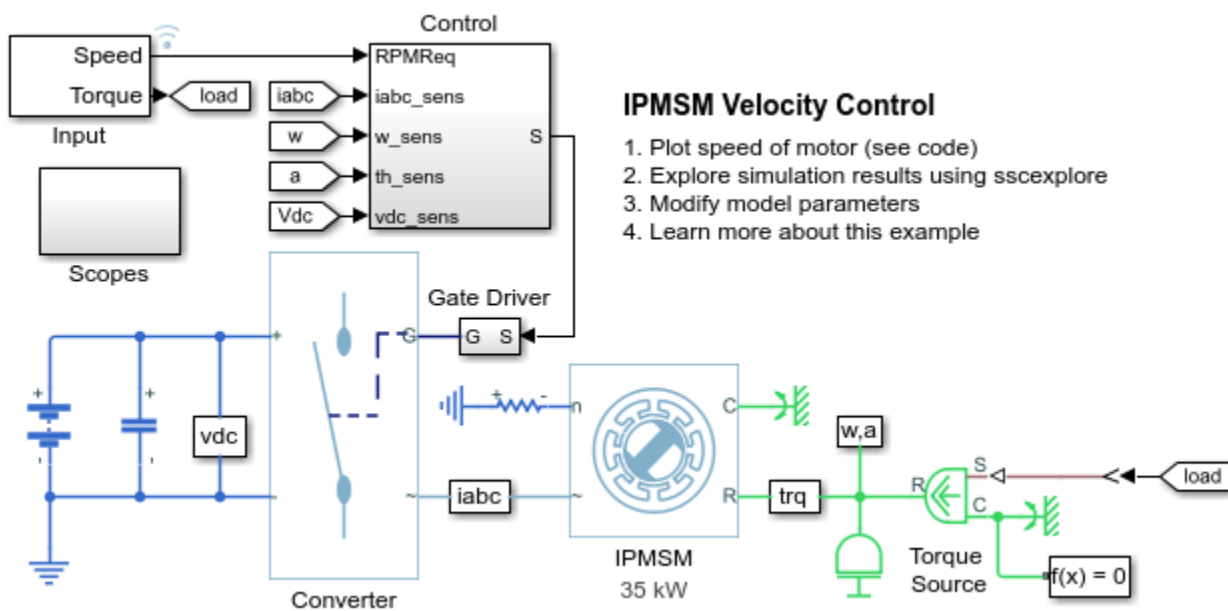 Control
Speed
Torque
load
Input
RPMReq
iabc
iabc_sens
w
w_sens
S
a
th_sens
Vdc
vdc_sens
IPMSM Velocity Control
1. Plot speed of motor (see code)
2. Explore simulation results using sscexplore
3. Modify model parameters
4. Learn more about this example
Scopes
Gate Driver
+
G
G S
+
+
vdc
-
-
-
~
Converter
iabc
+
-
n
C
~
R
IPMSM
35 kW
trq
w,a
R
S
C
load
Torque
Source
f(x) = 0